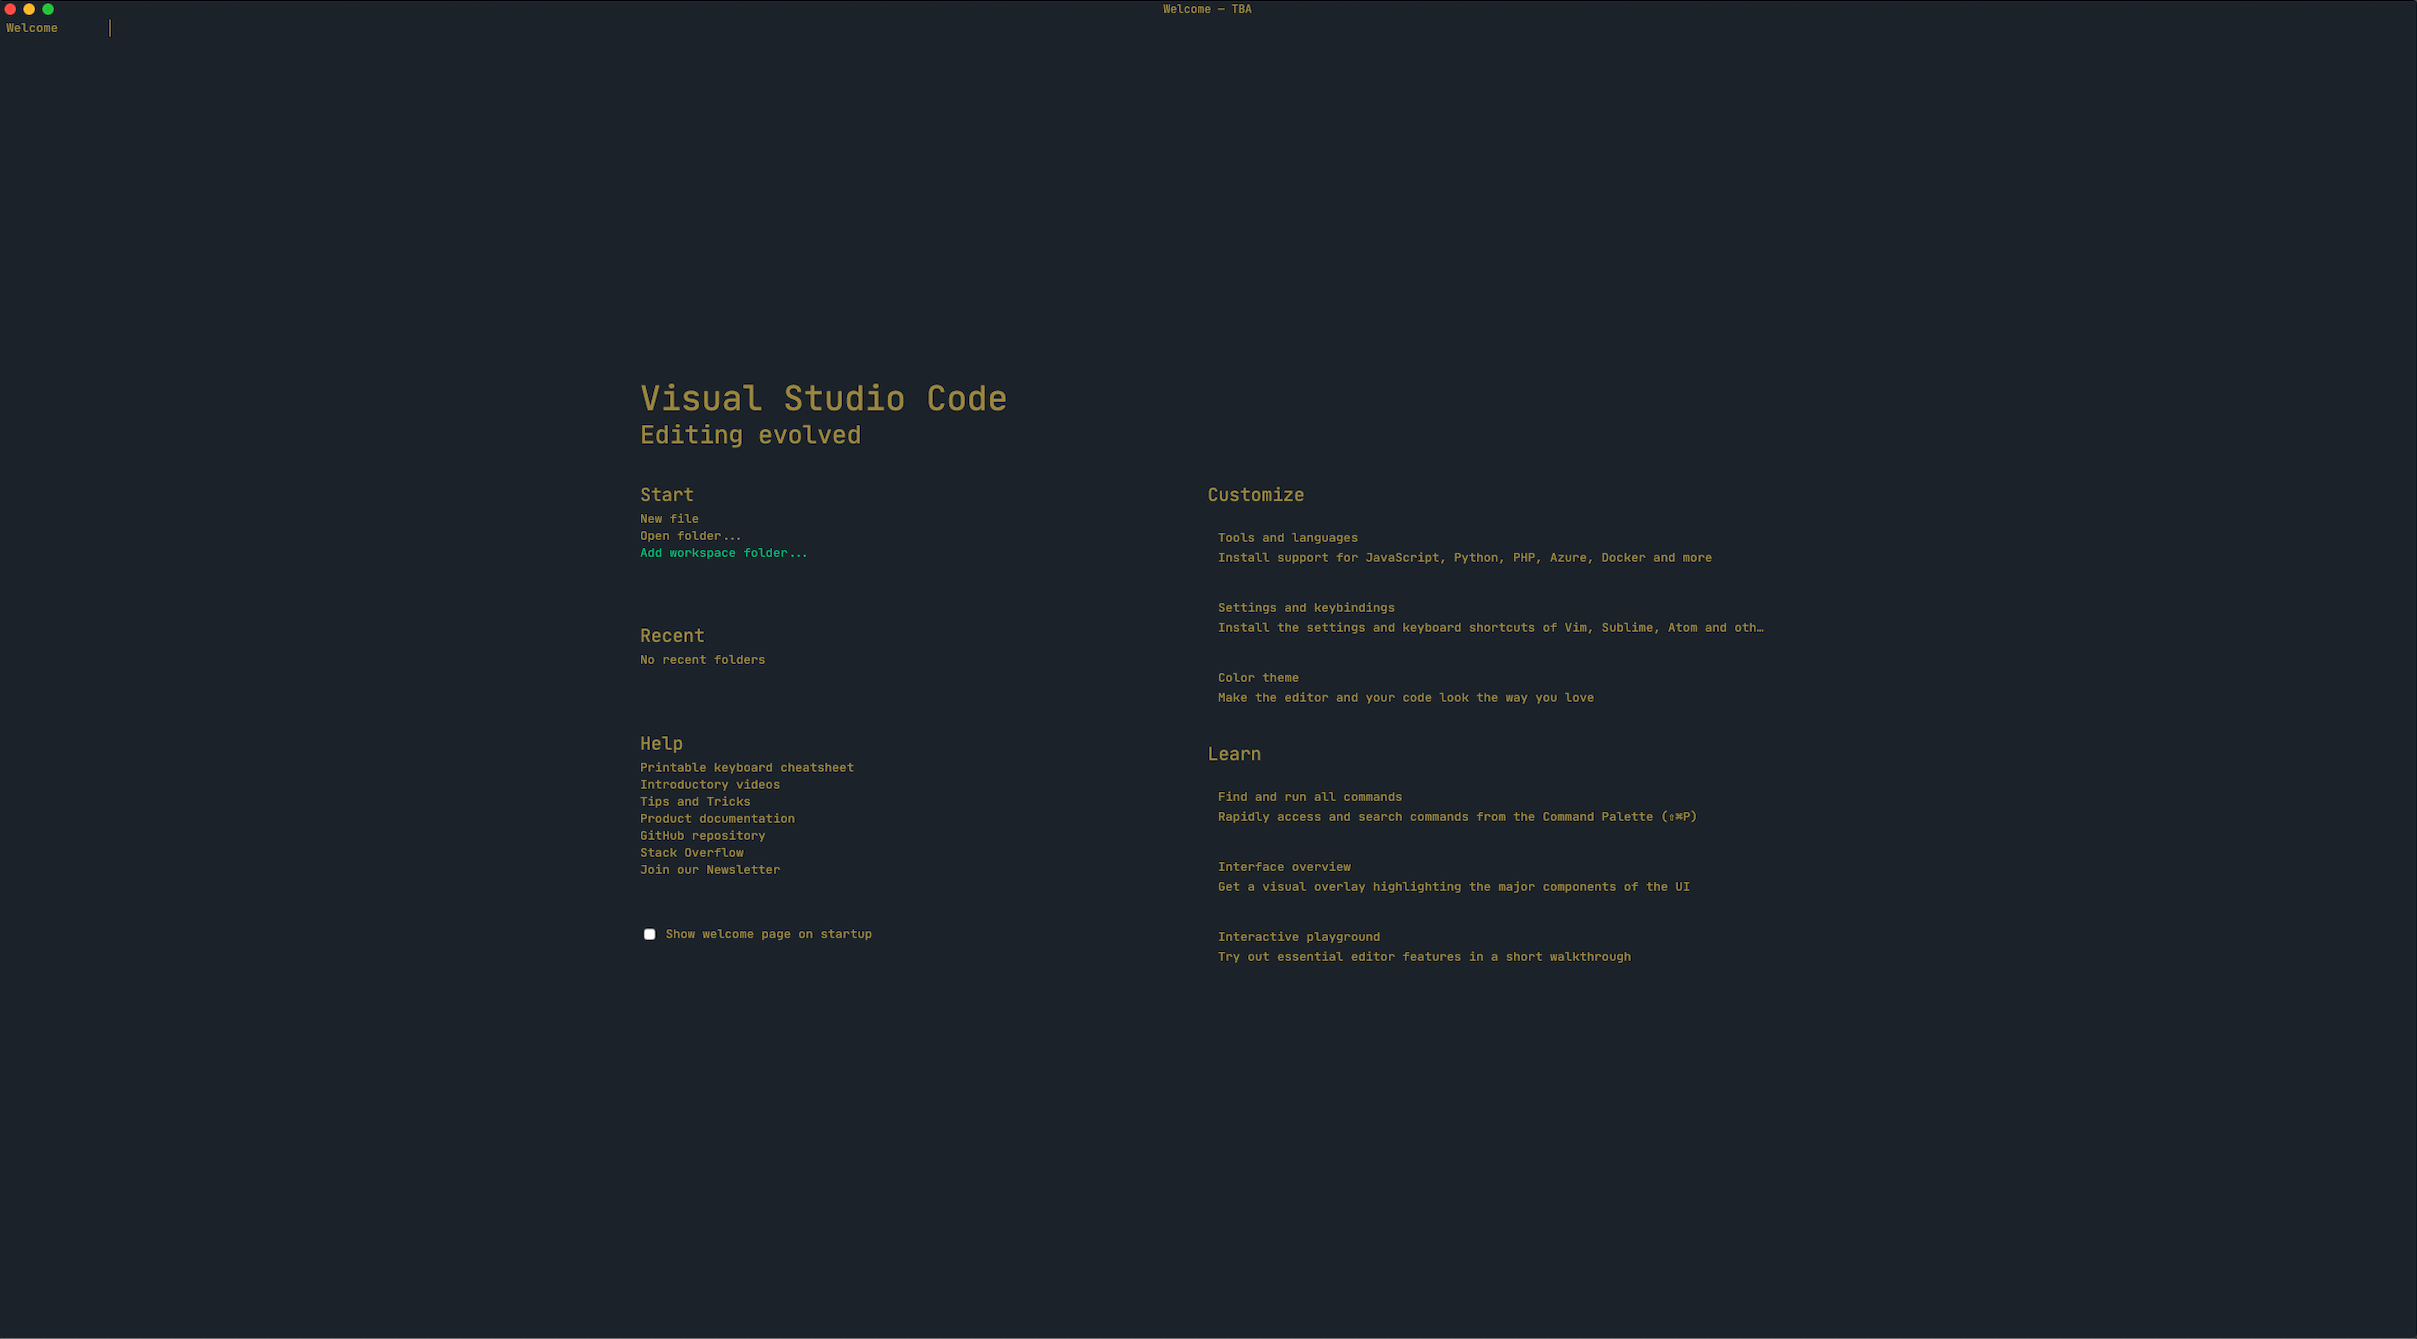 Welcome — TBA
Welcome
Visual Studio Code
Editing evolved
Start
New file
Open folder...
Add workspace folder...
Recent
No recent folders
Help
Printable keyboard cheatsheet
Introductory videos
Tips and Tricks
Product documentation
GitHub repository
Stack Overflow
Join our Newsletter
Show welcome page on startup
Customize
Tools and languages
Install support for JavaScript, Python, PHP, Azure, Docker and more
Settings and keybindings
Install the settings and keyboard shortcuts of Vim, Sublime, Atom and oth…
Color theme
Make the editor and your code look the way you love
Learn
Find and run all commands
Rapidly access and search commands from the Command Palette (⇧⌘P)
Interface overview
Get a visual overlay highlighting the major components of the UI
Interactive playground
Try out essential editor features in a short walkthrough